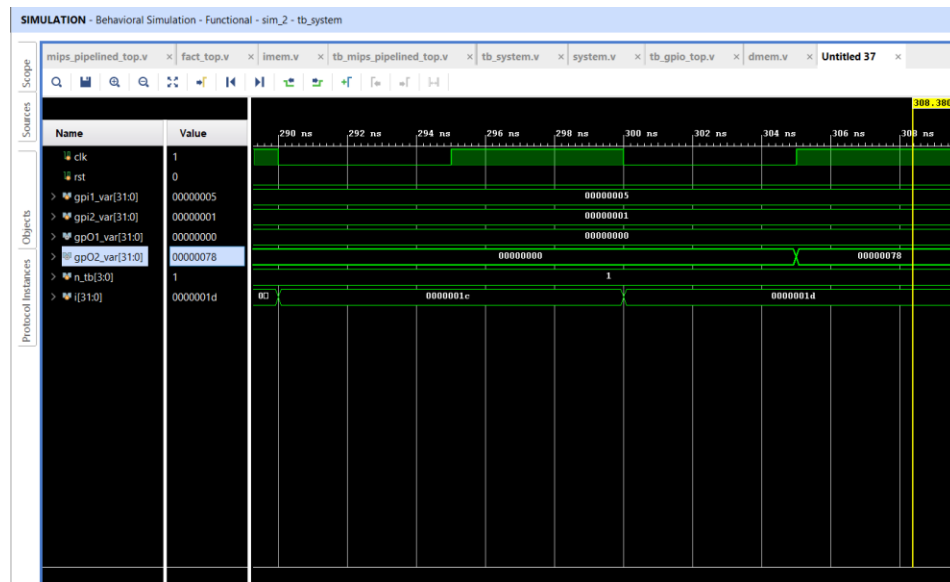 SIMULATION - Behavioral Simulation - Functional - sim_2 - tb_system
mips_pipelined_top.v × fact_top.v × imem.v × tb_mips_pipelined_top.v × tb_system.v × system.v × tb_gpio_top.v × dmem.v × Untitled 37 ×
Scope
Sources
Objects
Protocol Instances
308.380
Name Value 290 ns 292 ns 294 ns 296 ns 298 ns 300 ns 302 ns 304 ns 306 ns 308 ns
clk 1
rst 0
gpi1_var[31:0] 00000005 00000005
gpi2_var[31:0] 00000001 00000001
gpO1_var[31:0] 00000000 00000000
gpO2_var[31:0] 00000078 00000000 00000078
n_tb[3:0] 1 1
i[31:0] 0000001d 0000001c 0000001d